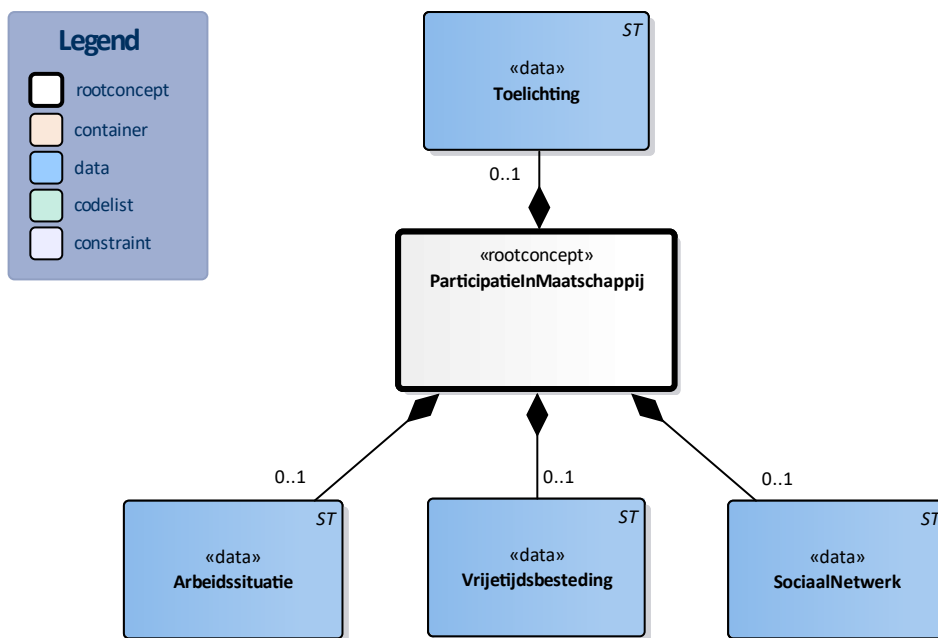 Legend
rootconcept
container
data
codelist
constraint
ST
«data»
Toelichting
0..1
«rootconcept»
ParticipatieInMaatschappij
0..1
0..1
0..1
ST
«data»
Arbeidssituatie
ST
«data»
Vrijetijdsbesteding
ST
«data»
SociaalNetwerk